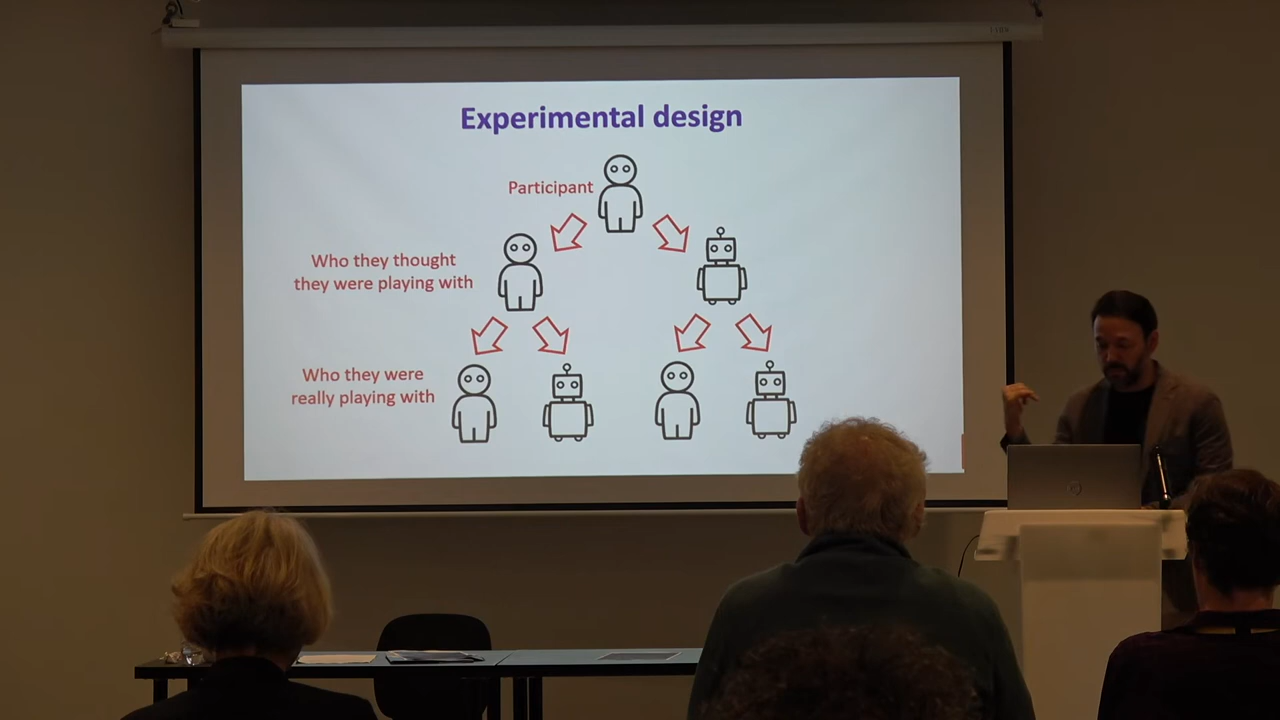 Experimental design
Participant
Who they thought
they were playing with
Who they were
really playing with